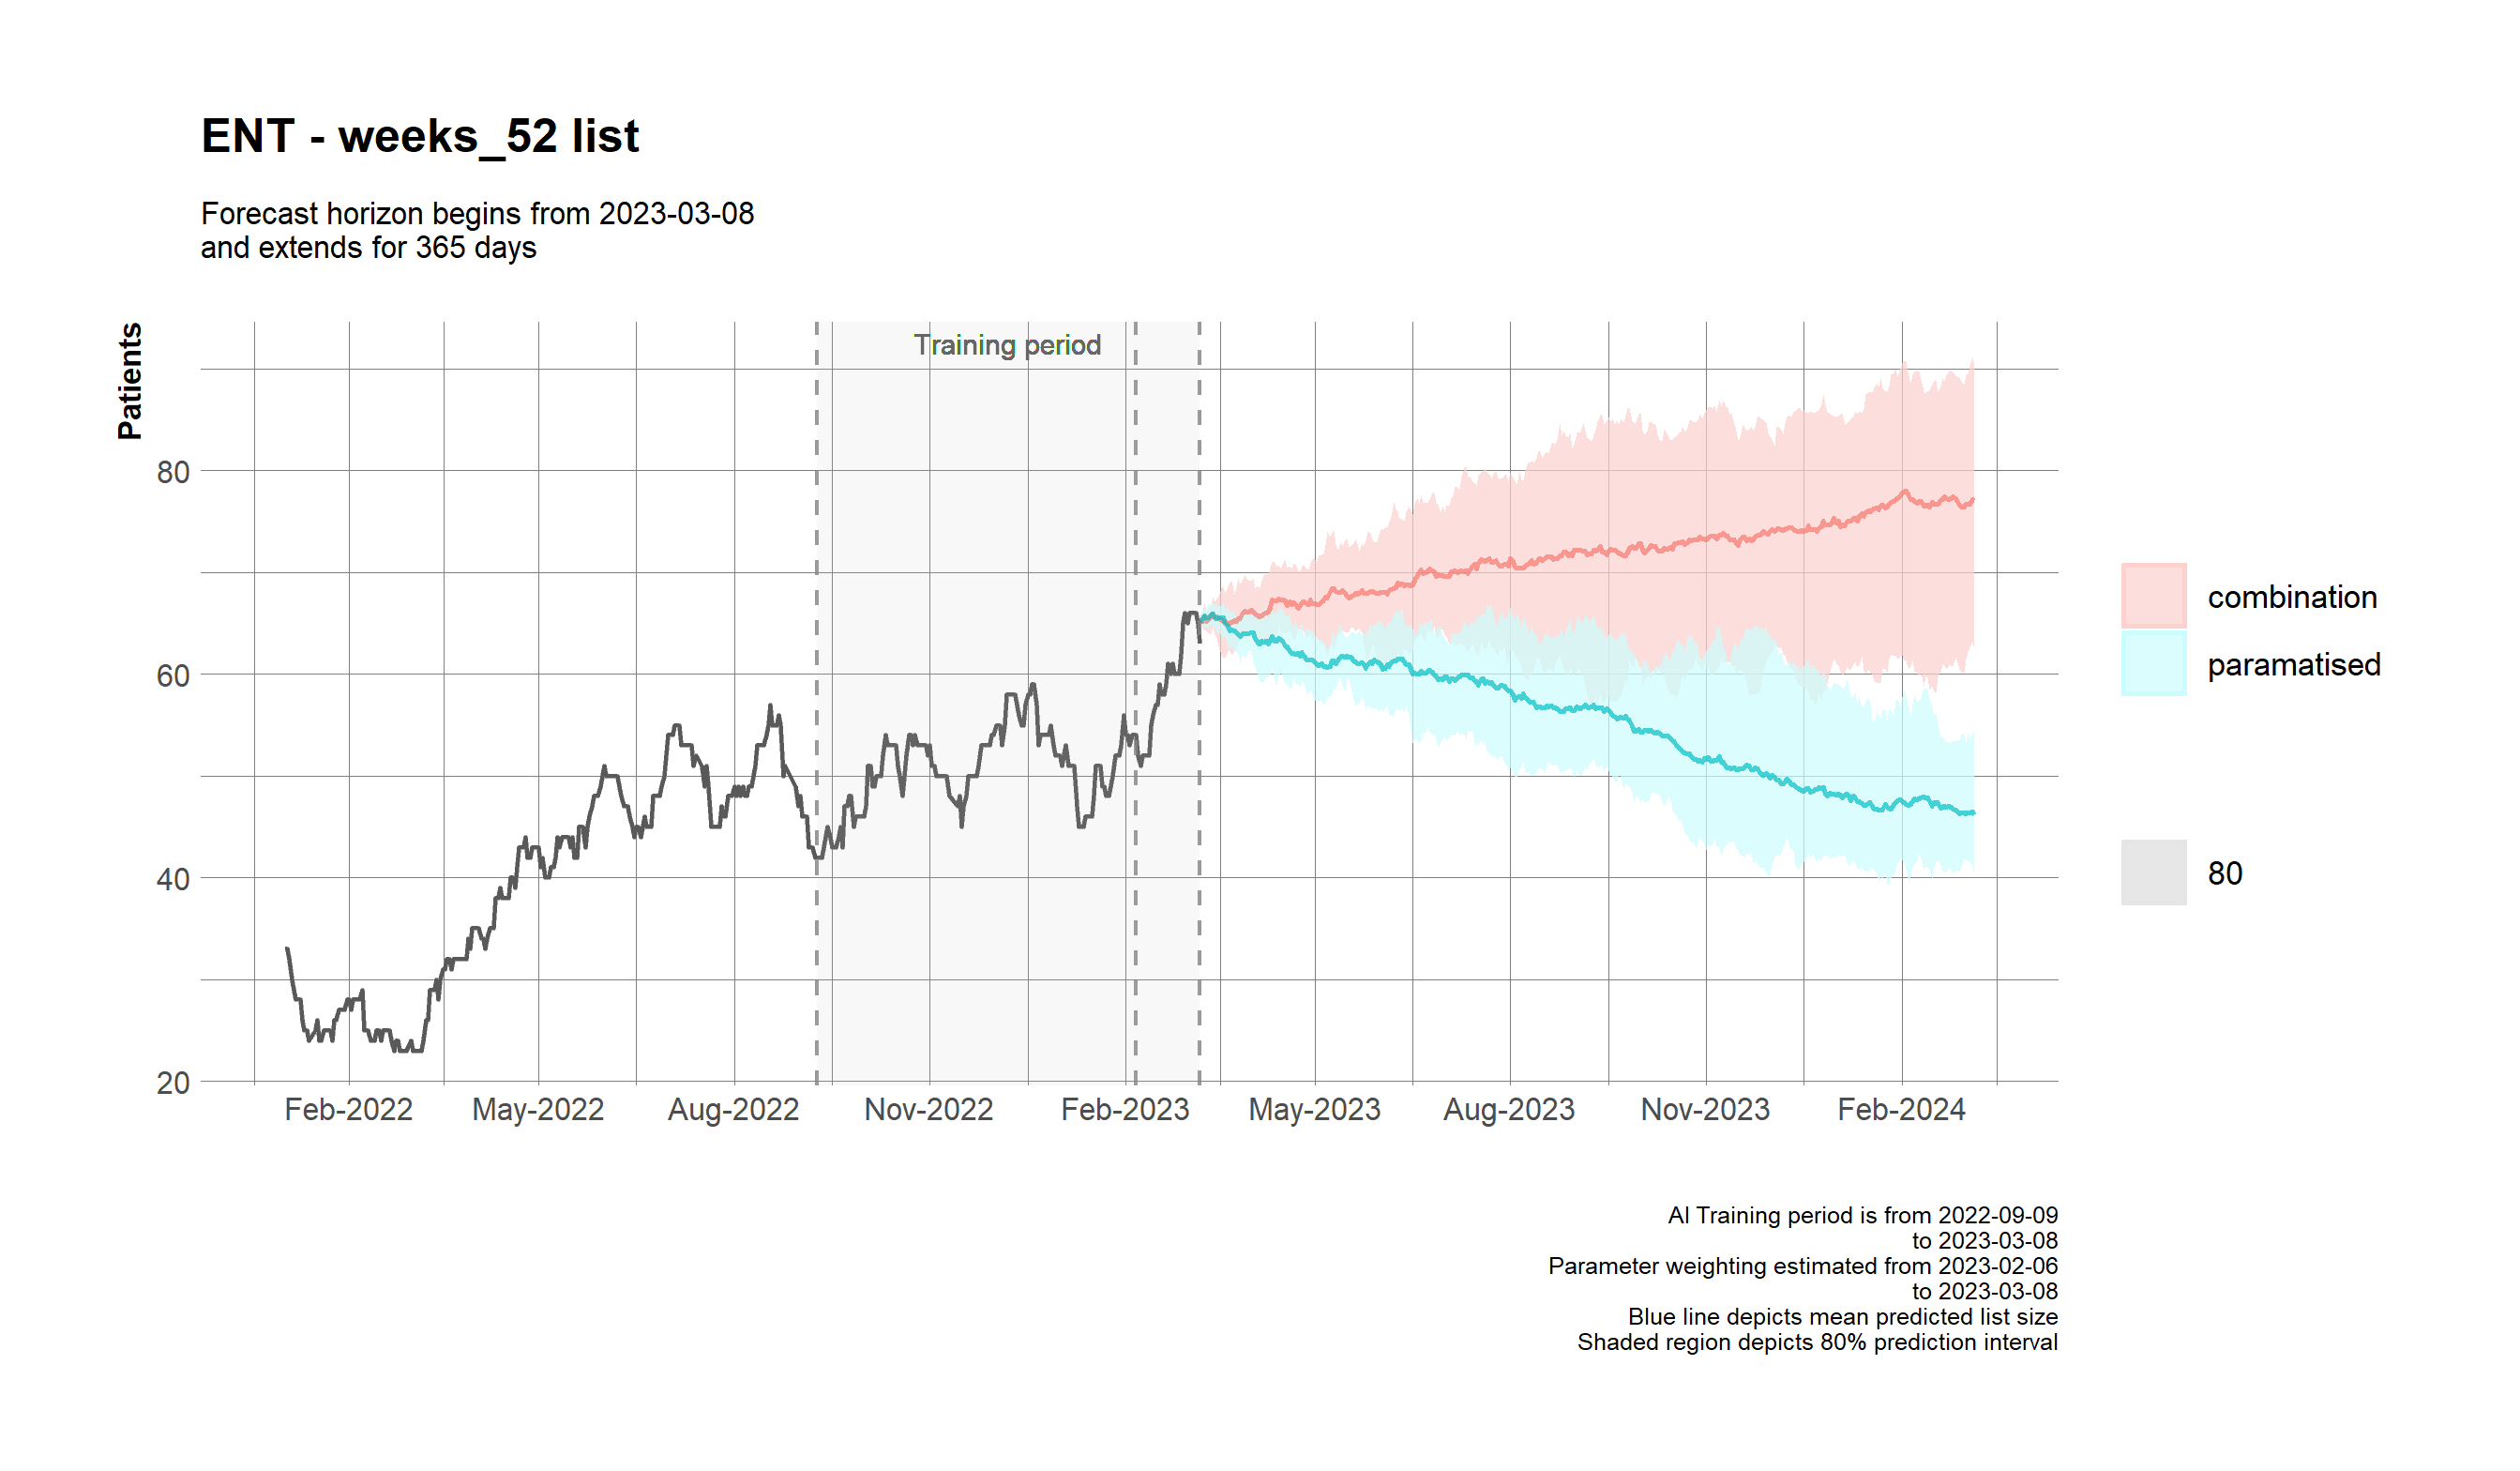 ENT - weeks_52 list
Forecast horizon begins from 2023-03-08
and extends for 365 days
Patients
Training period
80
60
40
20
Feb-2022 May-2022 Aug-2022 Nov-2022 Feb-2023 May-2023 Aug-2023 Nov-2023 Feb-2024
combination
paramatised
80
AI Training period is from 2022-09-09
to 2023-03-08
Parameter weighting estimated from 2023-02-06
to 2023-03-08
Blue line depicts mean predicted list size
Shaded region depicts 80% prediction interval